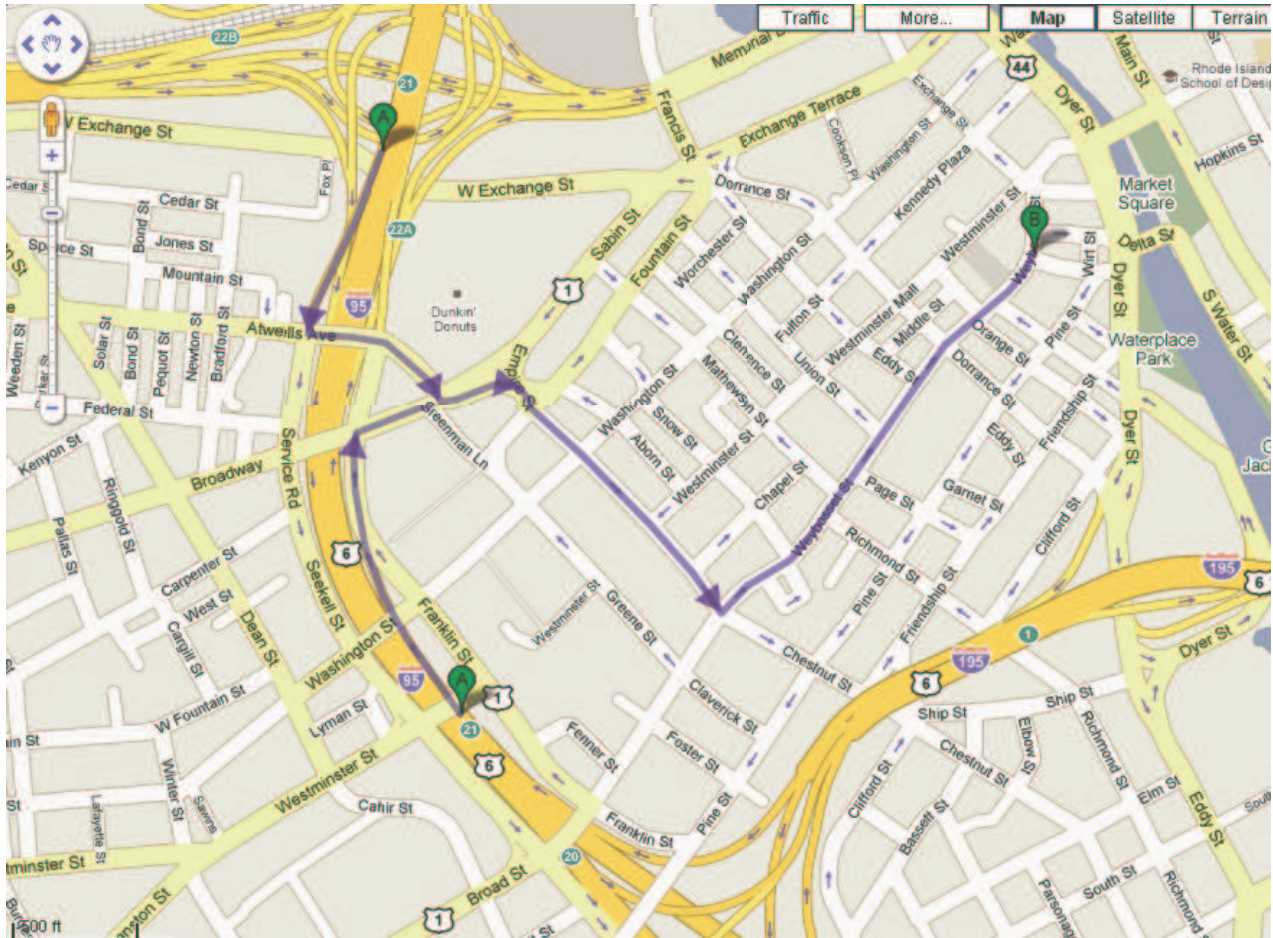 Traffic
More...
Map
Satellite
Terrain
22B
21
44
Main St
Rhode Island
School of Desig
Francis St
Dyer St
Exchange St
Exchange Terrace
W Exchange St
A
Fox Pl
Cookson Pl
Washington St
Hopkins St
Cedar St
Cedar St
W Exchange St
Dorrance St
Kennedy Plaza
Market
Square
Bond St
22A
Sabin St
Fountain St
Westminster St
B
Jones St
Worchester St
Washington St
Wirt St
Delta St
Mountain St
95
1
Dunkin'
Donuts
Fulton St
Westminster Mall
Middle St
Dyer St
S Water St
Atwells Ave
Solar St
Bond St
Pequot St
Newton St
Bradford St
Weeden St
Clemence St
Union St
Eddy St
Orange St
Pine St
Waterplace
Park
Mathewson St
Dorrance St
Federal St
Greenman Ln
Washington St
Snow St
Aborn St
Westminster St
Friendship St
Eddy St
Dyer St
Kenyon St
Broadway
Service Rd
Ringgold St
Chapel St
Weybosset St
Page St
Garnet St
Clifford St
Pallas St
6
Richmond St
195
6
Carpenter St
West St
Seekell St
Franklin St
Westminster St
Greene St
Pine St
Friendship St
1
Dyer St
Cargill St
Dean St
Washington St
Chestnut St
195
6
95
A
1
Claverick St
Ship St
Ship St
W Fountain St
Lyman St
21
6
Fenner St
Foster St
Chestnut St
Elbow St
Richmond St
Westminster St
Winter St
Lafayette St
Cahir St
Franklin St
Pine St
Clifford St
Bassett St
Elm St
Eddy St
tminster St
20
Broad St
South St
Richmond St
1